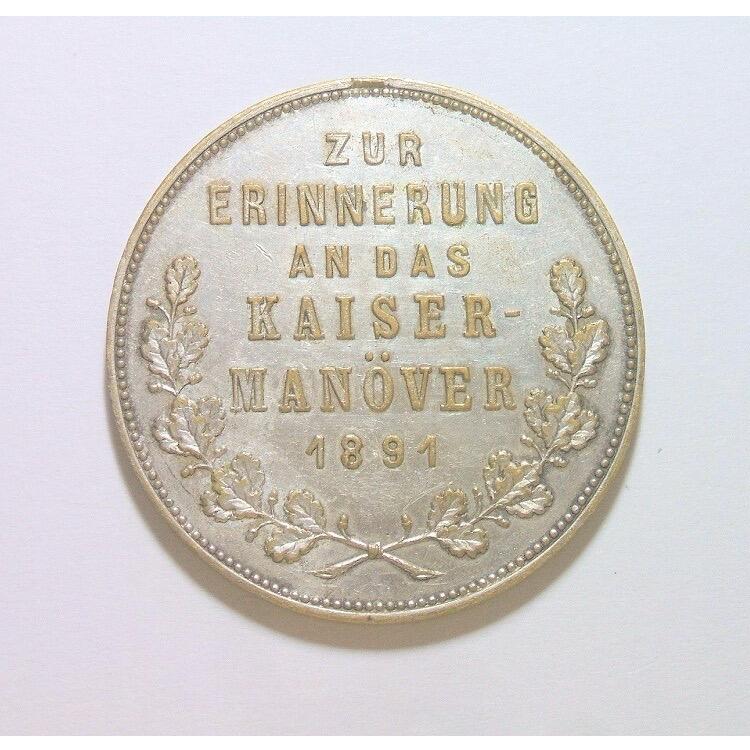 ZUR
ERINNERUNG
AN DAS
KAISER-
MANÖVER
1891